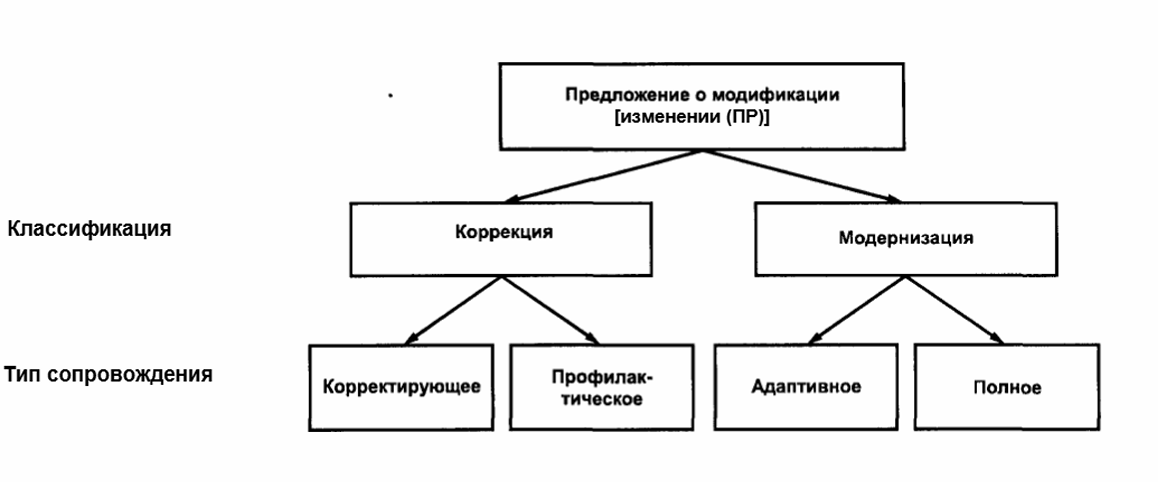 Предложение о модификации
[изменении (ПР)]
Классификация
Коррекция
Модернизация
Тип сопровождения
Корректирующее
Профилак-
тическое
Адаптивное
Полное